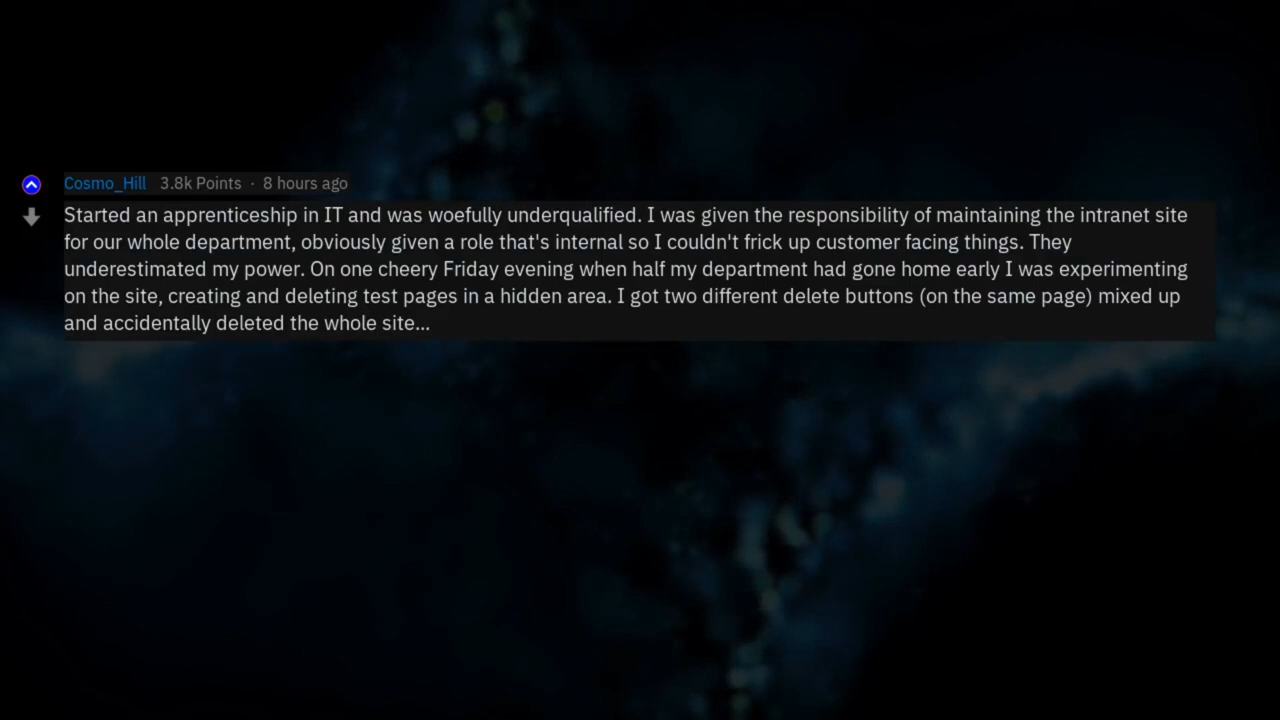 Cosmo_Hill 3.8k Points · 8 hours ago
Started an apprenticeship in IT and was woefully underqualified. I was given the responsibility of maintaining the intranet site
for our whole department, obviously given a role that's internal so I couldn't frick up customer facing things. They
underestimated my power. On one cheery Friday evening when half my department had gone home early I was experimenting
on the site, creating and deleting test pages in a hidden area. I got two different delete buttons (on the same page) mixed up
and accidentally deleted the whole site...